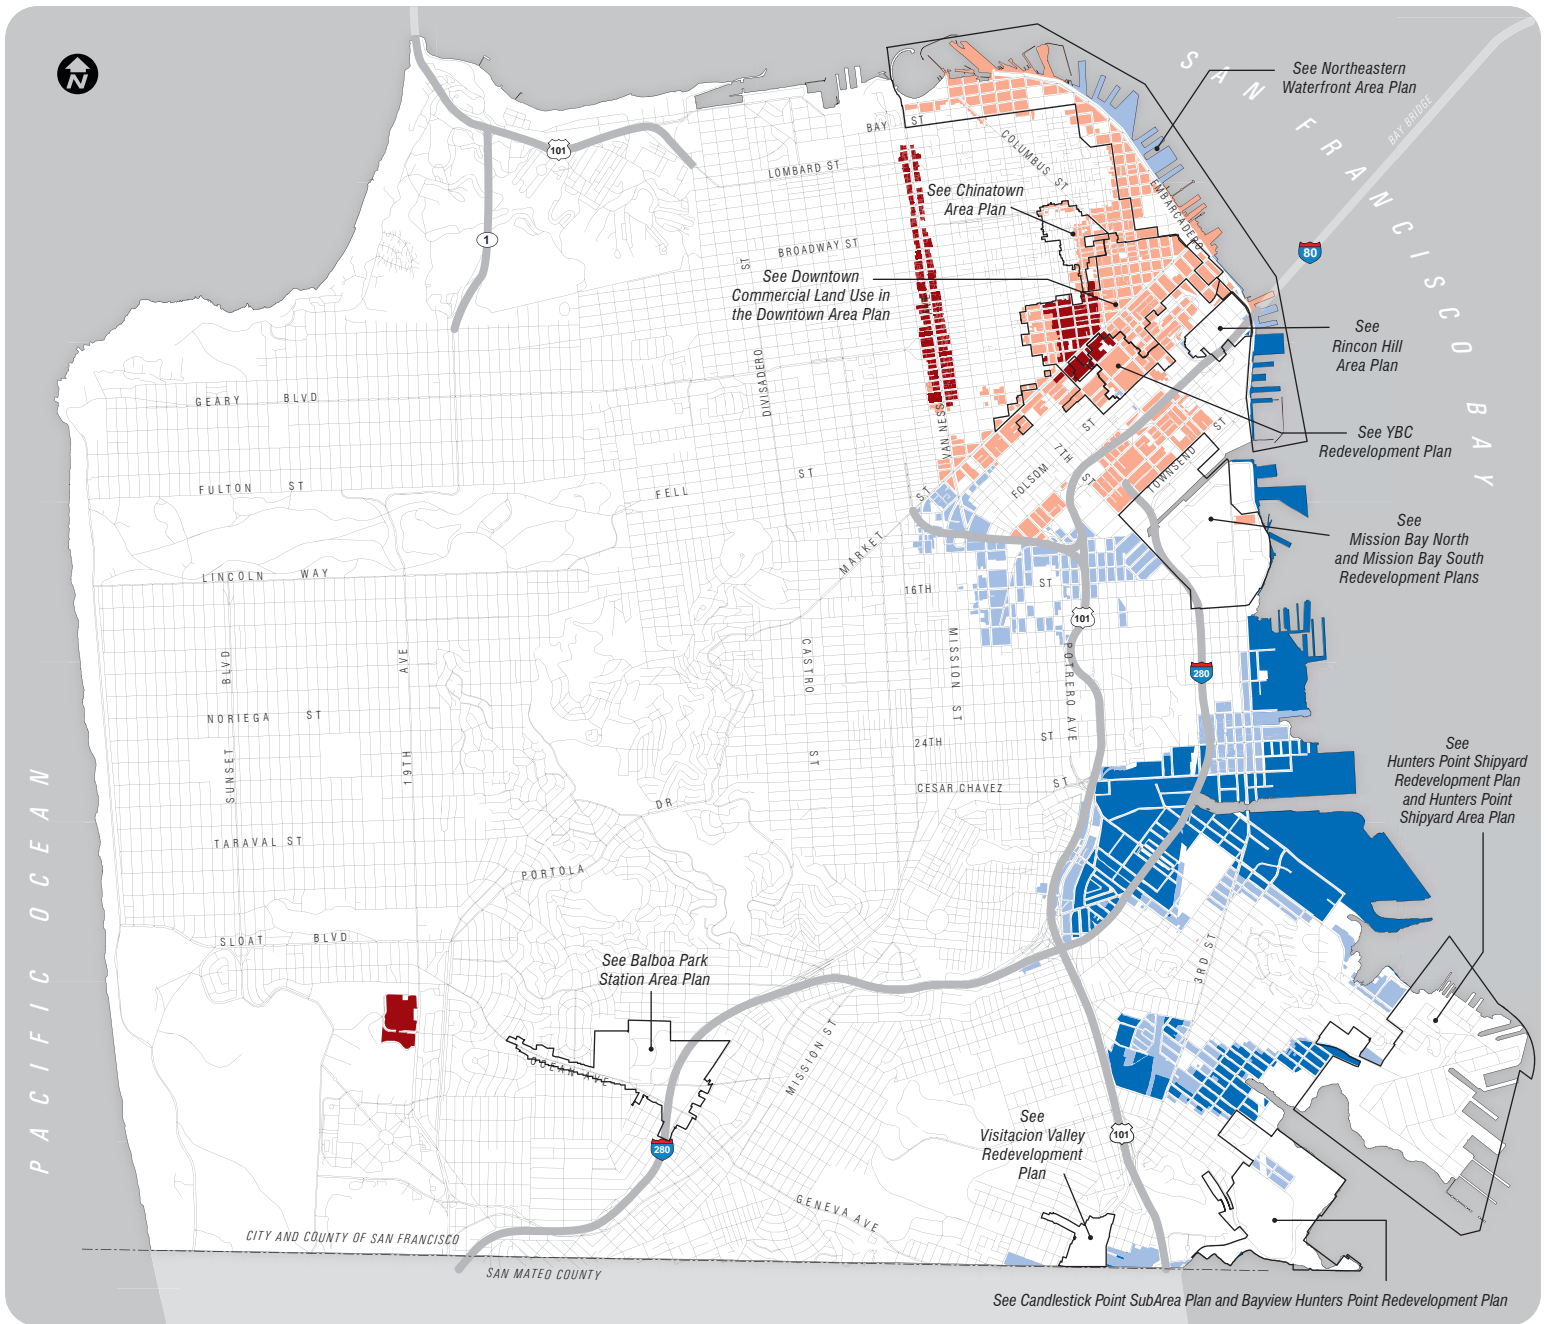 N
SAN FRANCISCO BAY
BAY BRIDGE
See Northeastern
Waterfront Area Plan
101
BAY ST
COLUMBUS ST
LOMBARD ST
EMBARCADERO
See Chinatown
Area Plan
1
BROADWAY ST
80
See Downtown
Commercial Land Use in
the Downtown Area Plan
See
Rincon Hill
Area Plan
DIVISADERO ST
GEARY BLVD
VAN NESS
See YBC
Redevelopment Plan
7TH ST
FOLSOM ST
TOWNSEND ST
FULTON ST
FELL ST
MARKET ST
See
Mission Bay North
and Mission Bay South
Redevelopment Plans
LINCOLN WAY
16TH ST
101
SUNSET BLVD
19TH AVE
CASTRO ST
MISSION ST
POTRERO AVE
280
NORIEGA ST
24TH ST
See
Hunters Point Shipyard
Redevelopment Plan
and Hunters Point
Shipyard Area Plan
CESAR CHAVEZ ST
PACIFIC OCEAN
TARAVAL ST
PORTOLA DR
SLOAT BLVD
3RD ST
See Balboa Park
Station Area Plan
OCEAN AVE
MISSION ST
280
See
Visitacion Valley
Redevelopment
Plan
101
GENEVA AVE
CITY AND COUNTY OF SAN FRANCISCO
SAN MATEO COUNTY
See Candlestick Point SubArea Plan and Bayview Hunters Point Redevelopment Plan